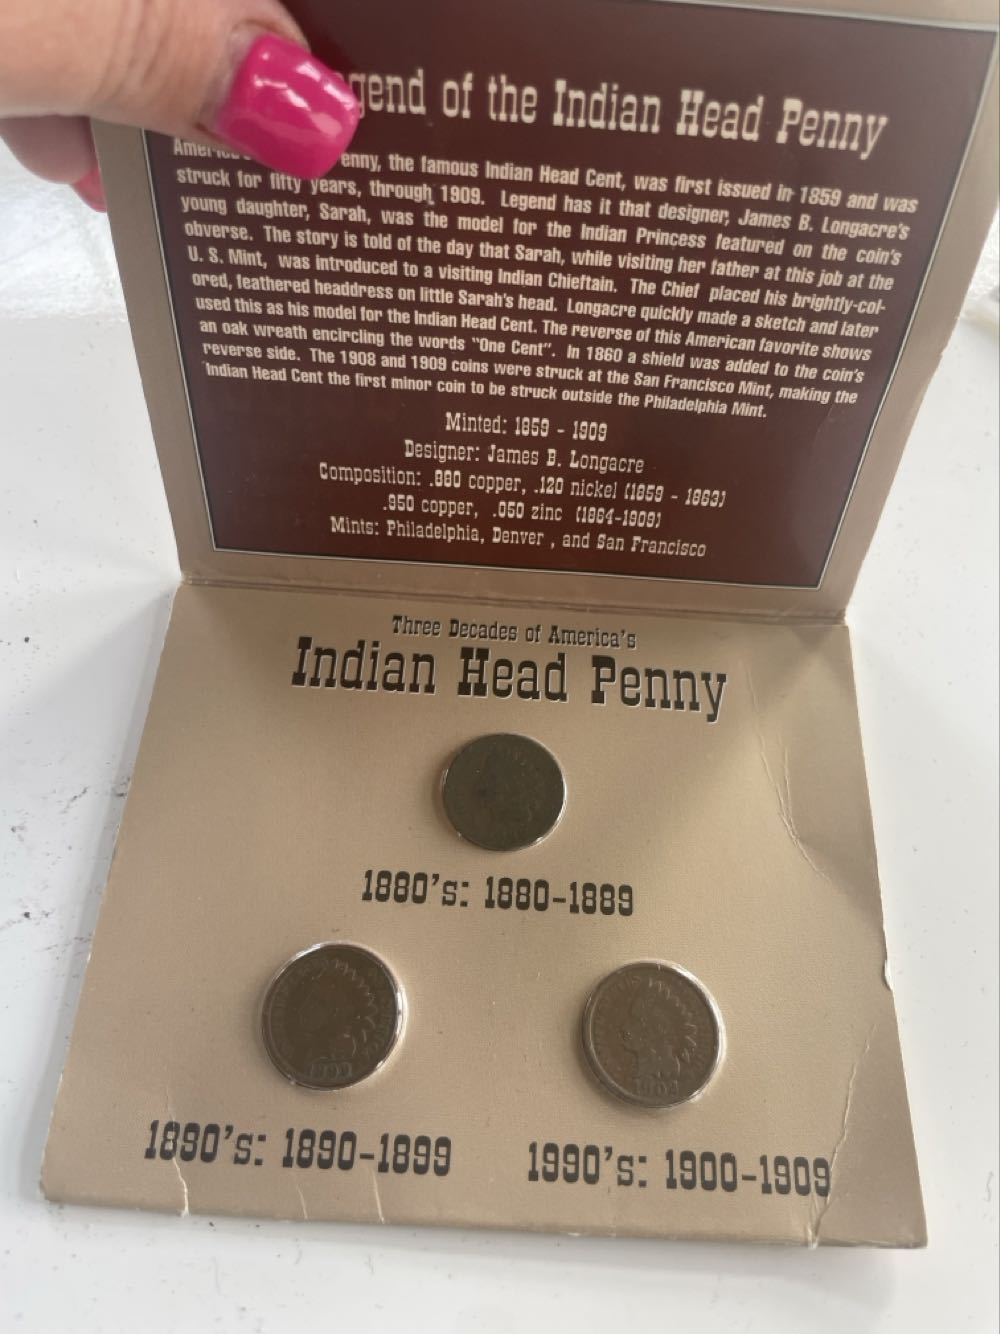 gend of the Indian Head Penny
enny, the famous Indian Head Cent, was first issued in 1859 and was
struck for fifty years, through 1909. Legend has it that designer, James B. Longacre's
young daughter, Sarah, was the model for the Indian Princess featured on the coin's
obverse. The story is told of the day that Sarah, while visiting her father at this job at the
U. S. Mint, was introduced to a visiting Indian Chieftain. The Chief placed his brightly-col-
ored, feathered headdress on little Sarah's head. Longacre quickly made a sketch and later
used this as his model for the Indian Head Cent. The reverse of this American favorite shows
an oak wreath encircling the words "One Cent". In 1860 a shield was added to the coin's
reverse side. The 1908 and 1909 coins were struck at the San Francisco Mint, making the
Indian Head Cent the first minor coin to be struck outside the Philadelphia Mint.
Minted: 1859 - 1909
Designer: James B. Longacre
Composition: .880 copper, .120 nickel (1859 - 1863)
.950 copper, .050 zinc (1864-1909)
Mints: Philadelphia, Denver , and San Francisco
Three Decades of America's
Indian Head Penny
1880's: 1880-1889
1890's: 1890-1899
1990's: 1900-1909